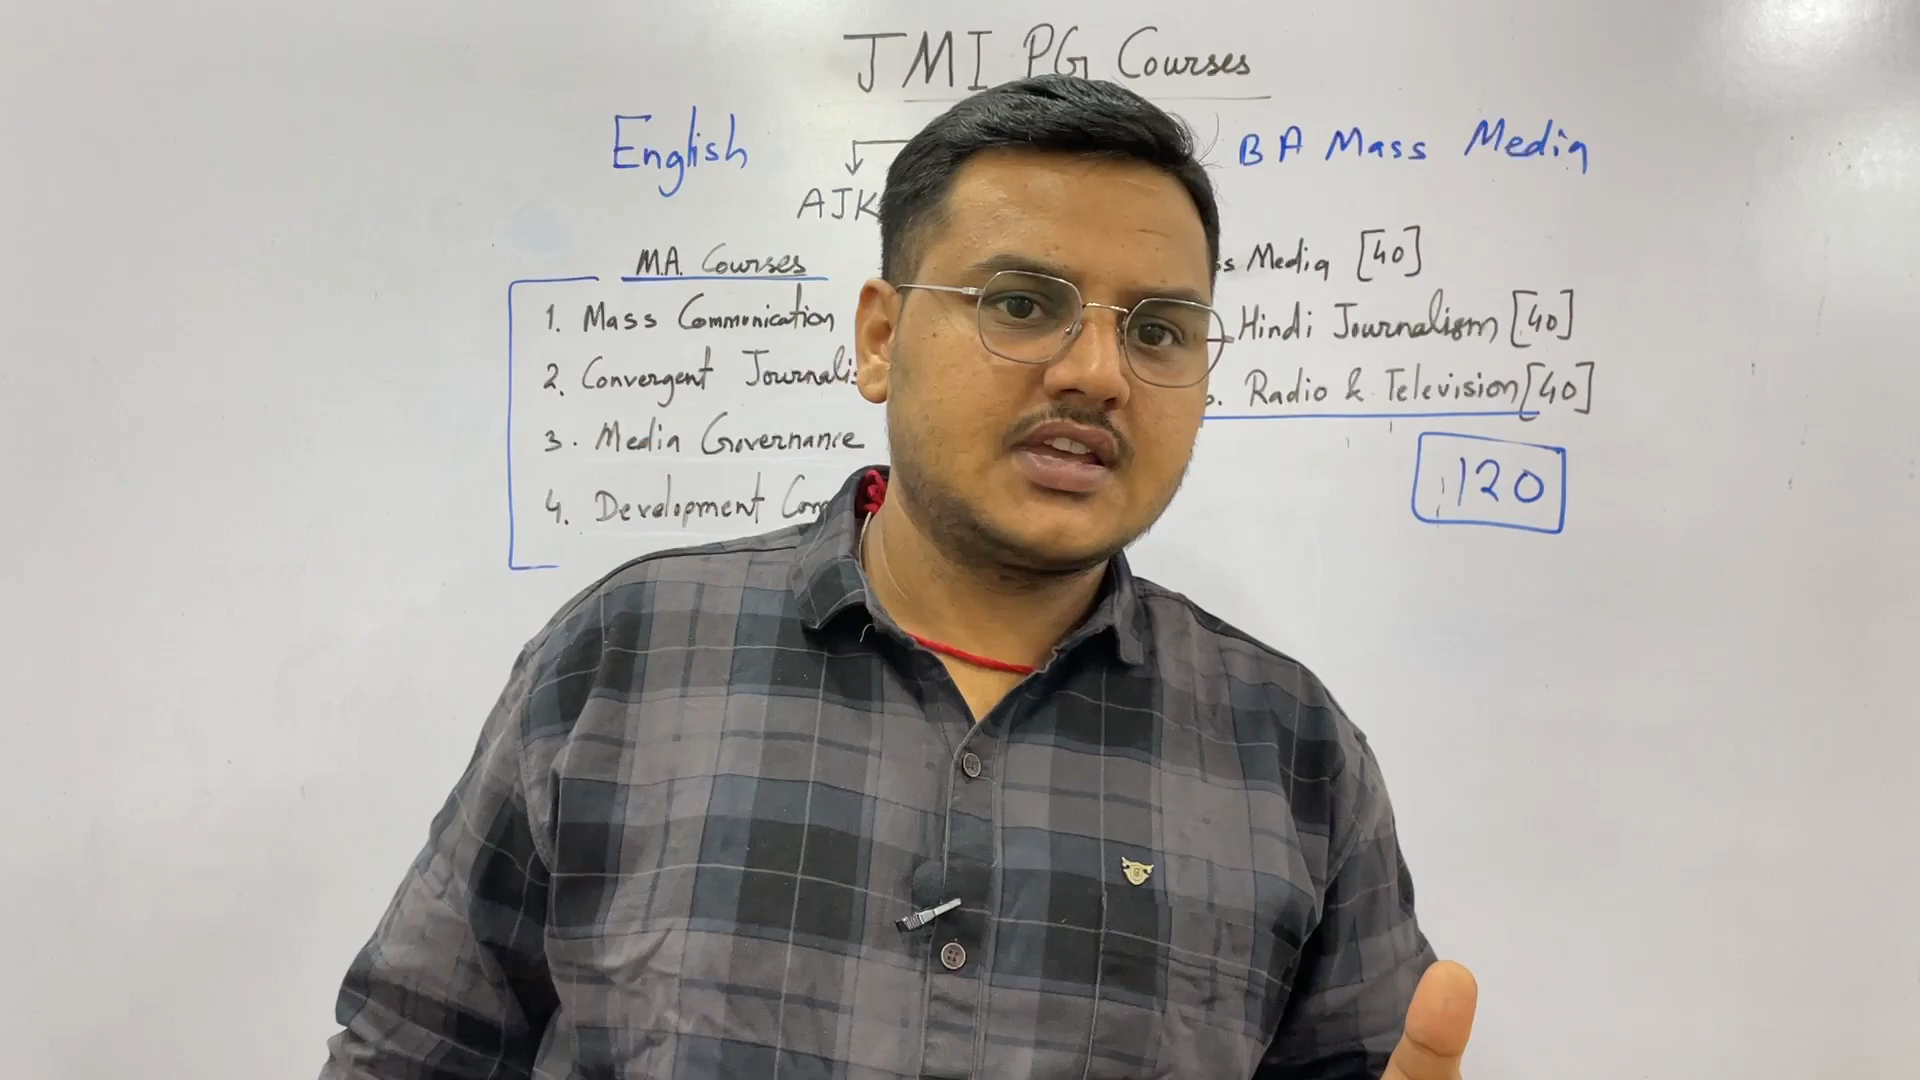 JMI PG Courses
English
BA Mass Media
AJK
M.A. Courses
1. Mass Communication
2. Convergent
3. Media Governance
4. Development
Media [40]
Hindi Journalism [40]
Radio & Television [40]
120